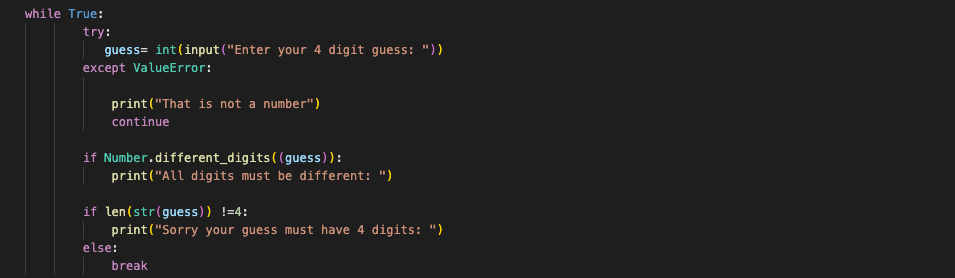 while True:
try:
guess= int(input("Enter your 4 digit guess: "))
except ValueError:
print("That is not a number")
continue
if Number.different_digits((guess)):
print("All digits must be different: ")
if len(str(guess)) !=4:
print("Sorry your guess must have 4 digits: ")
else:
break